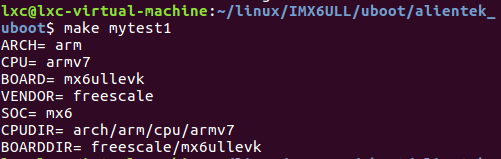 lxc@lxc-virtual-machine:~/linux/IMX6ULL/uboot/alientek_
uboot$ make mytest1
ARCH= arm
CPU= armv7
BOARD= mx6ullevk
VENDOR= freescale
SOC= mx6
CPUDIR= arch/arm/cpu/armv7
BOARDDIR= freescale/mx6ullevk